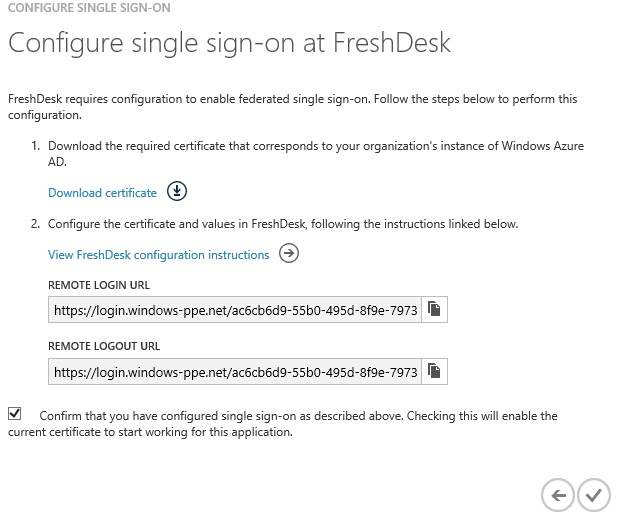 CONFIGURE SINGLE SIGN-ON
Configure single sign-on at FreshDesk
FreshDesk requires configuration to enable federated single sign-on. Follow the steps below to perform this
configuration.
1. Download the required certificate that corresponds to your organization's instance of Windows Azure
AD.
Download certificate
2. Configure the certificate and values in FreshDesk, following the instructions linked below.
View FreshDesk configuration instructions
REMOTE LOGIN URL
https://login.windows-ppe.net/ac6cb6d9-55b0-495d-8f9e-7973
REMOTE LOGOUT URL
https://login.windows-ppe.net/ac6cb6d9-55b0-495d-8f9e-7973
Confirm that you have configured single sign-on as described above. Checking this will enable the
current certificate to start working for this application.